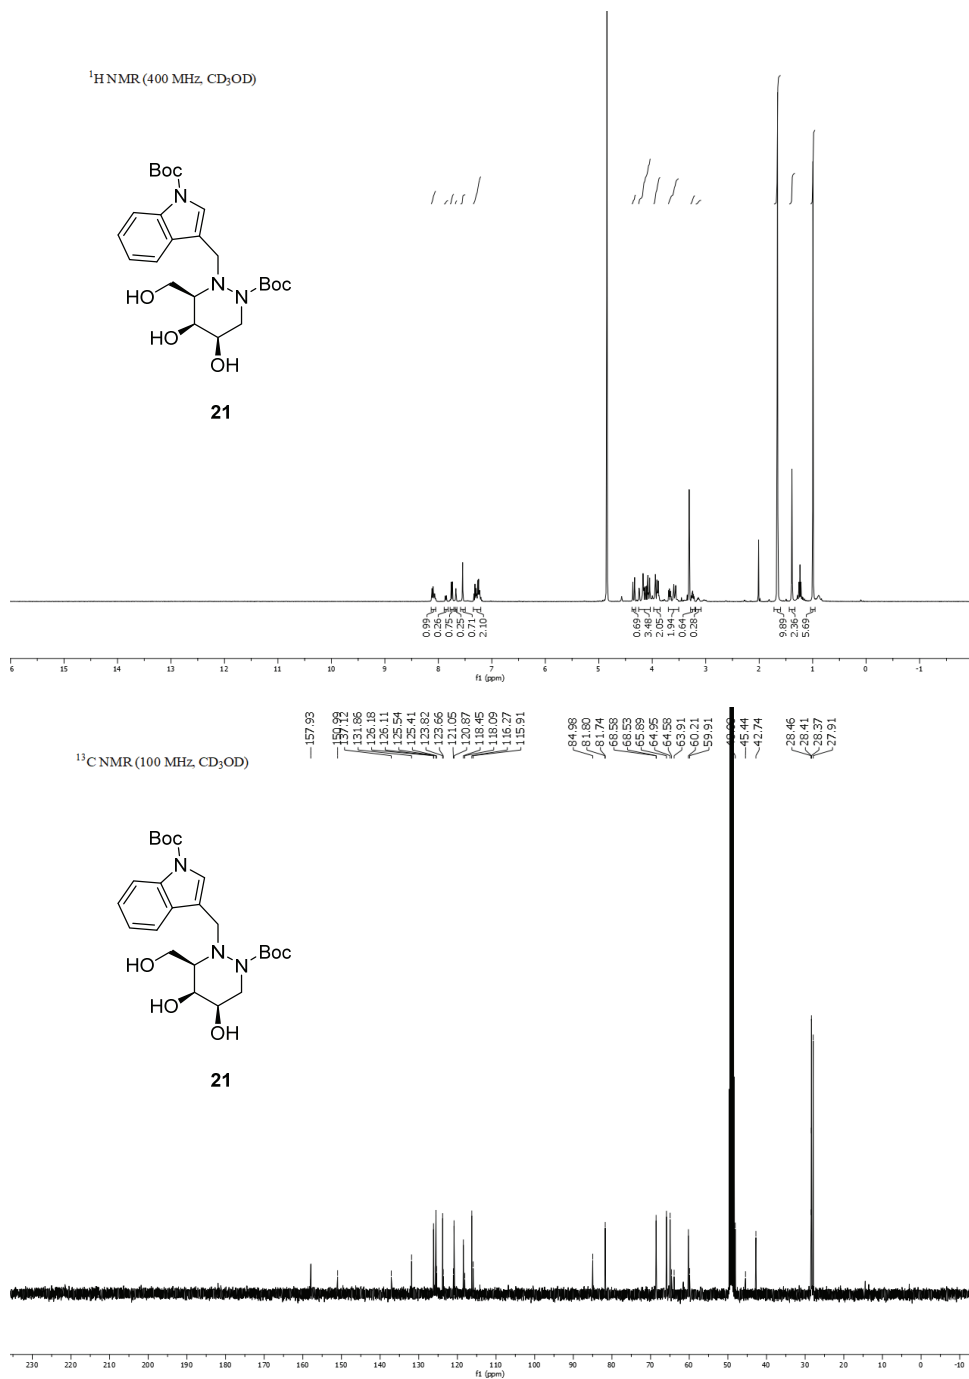 ¹H NMR (400 MHz, CD₃OD)
Boc
N
N
N
Boc
HO
HO
OH
21
0.99
0.26
0.75
0.25
0.71
2.10
0.69
3.48
2.05
1.94
0.64
0.28
9.89
2.36
5.69
16 15 14 13 12 11 10 9 8 7 6 5 4 3 2 1 0 -1
f1 (ppm)
157.93
150.99
137.12
131.86
126.18
126.11
125.54
125.41
123.82
123.66
121.05
120.87
118.45
118.09
116.27
115.91
84.98
81.80
81.74
68.58
68.53
65.89
64.95
64.58
63.91
60.21
59.91
45.44
42.74
28.46
28.41
28.37
27.91
¹³C NMR (100 MHz, CD₃OD)
Boc
N
N
N
Boc
HO
HO
OH
21
230 220 210 200 190 180 170 160 150 140 130 120 110 100 90 80 70 60 50 40 30 20 10 0 -10
f1 (ppm)